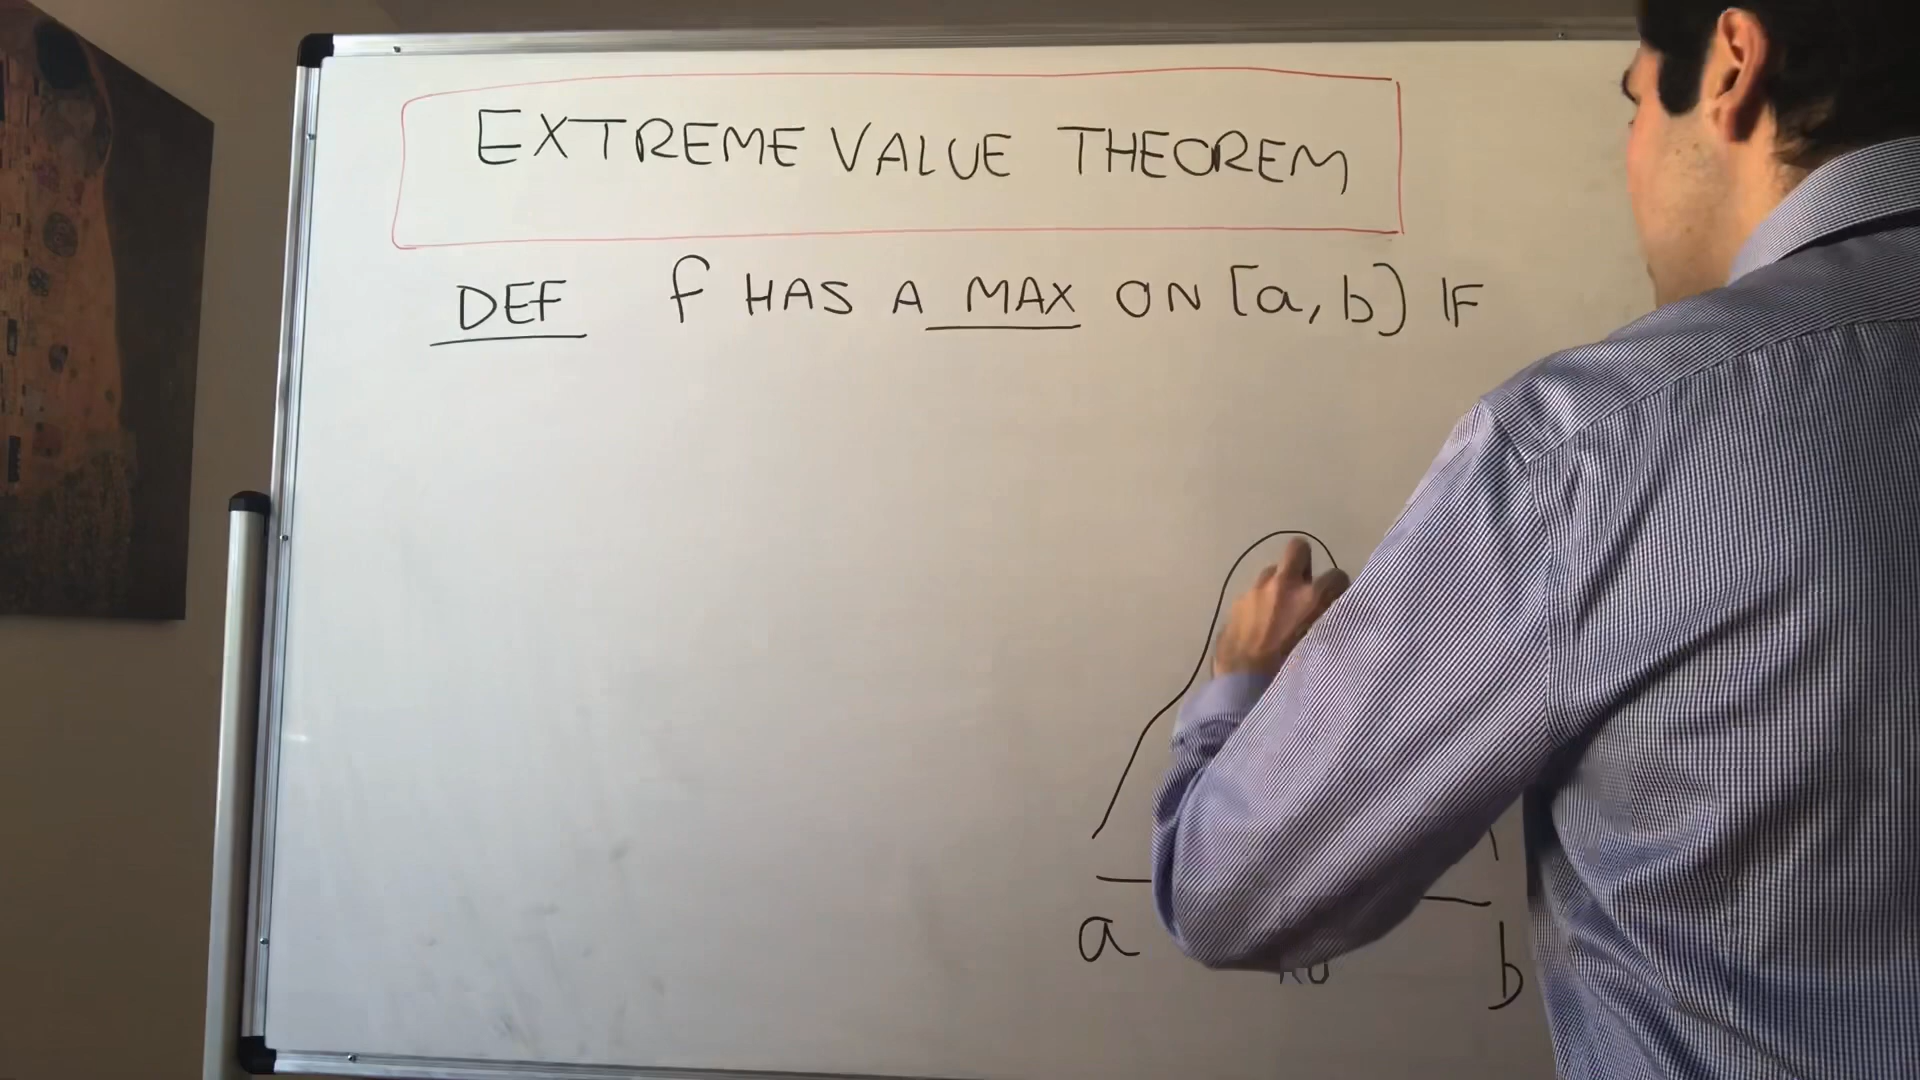 EXTREME VALUE THEOREM
DEF f HAS A MAX ON [a,b] IF
a
b